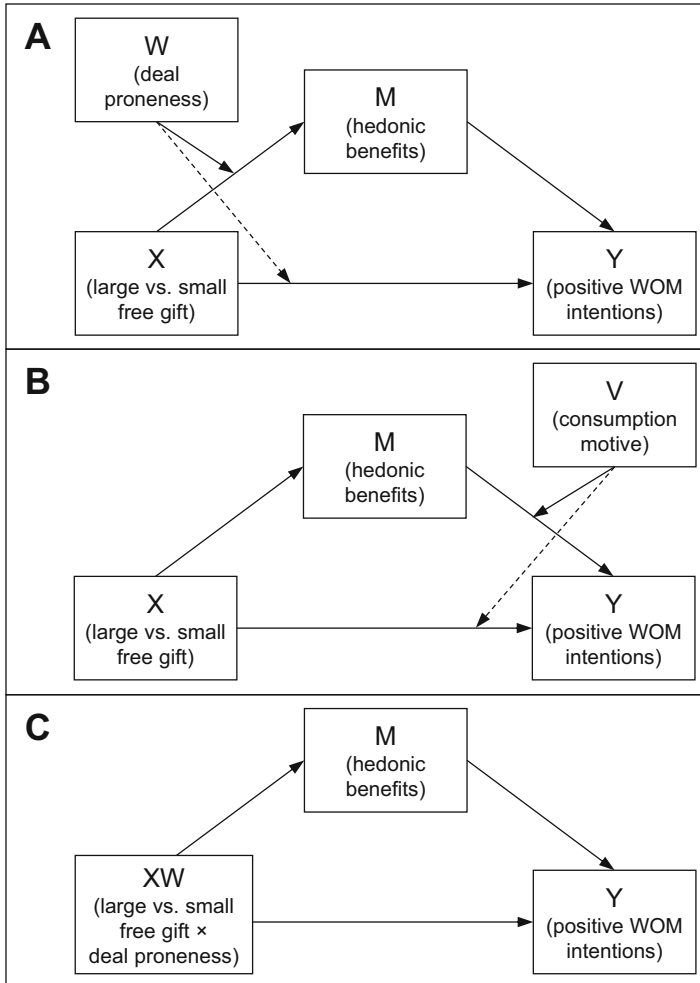 A
W
(deal
proneness)
M
(hedonic
benefits)
X
(large vs. small
free gift)
Y
(positive WOM
intentions)
B
V
(consumption
motive)
M
(hedonic
benefits)
X
(large vs. small
free gift)
Y
(positive WOM
intentions)
C
M
(hedonic
benefits)
XW
(large vs. small
free gift ×
deal proneness)
Y
(positive WOM
intentions)